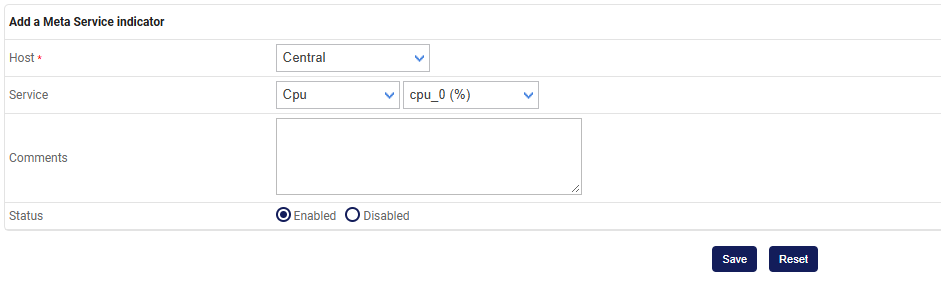 Add a Meta Service indicator
Host *
Central
Service
Cpu
cpu_0 (%)
Comments
Status
Enabled
Disabled
Save
Reset